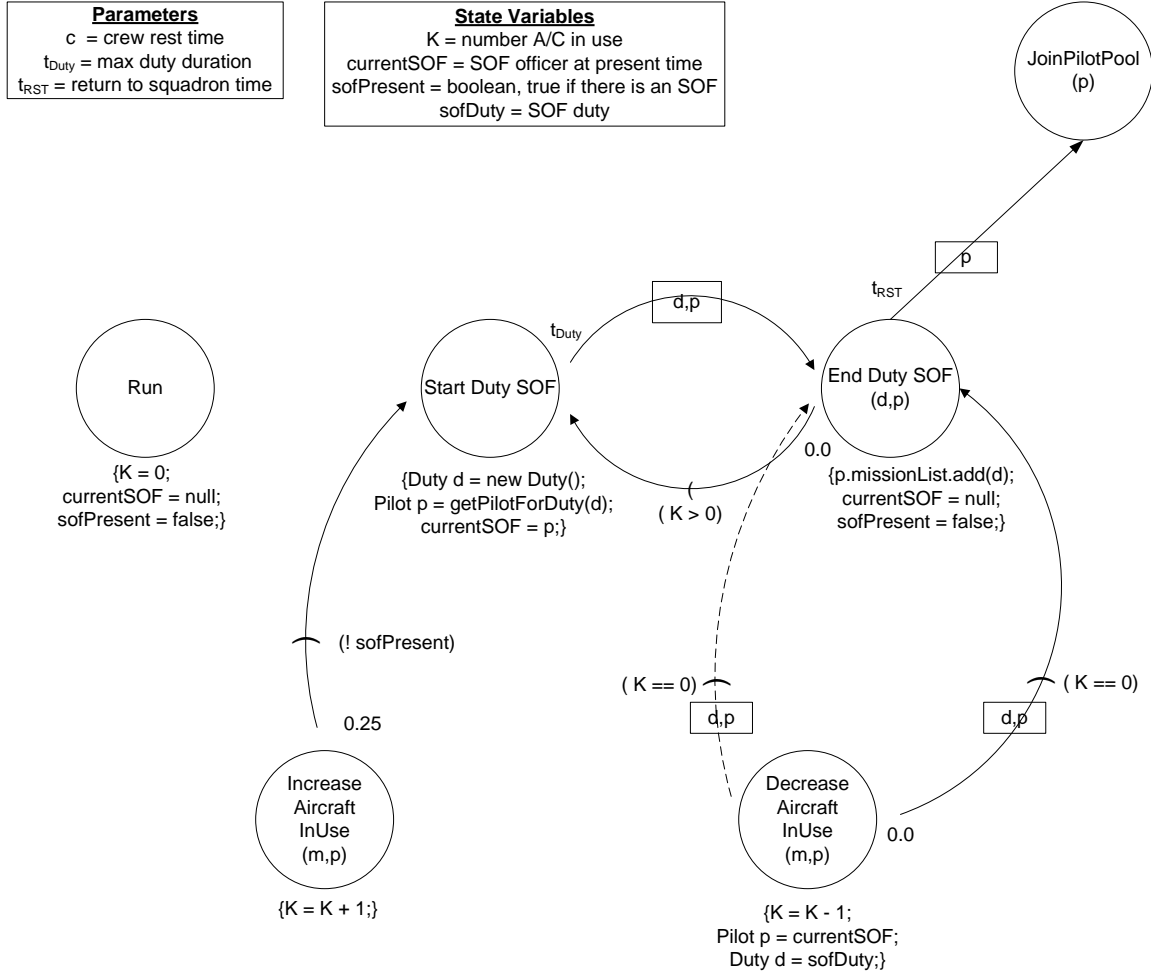 Parameters
c = crew rest time
tDuty = max duty duration
tRST = return to squadron time
State Variables
K = number A/C in use
currentSOF = SOF officer at present time
sofPresent = boolean, true if there is an SOF
sofDuty = SOF duty
JoinPilotPool
(p)
p
tRST
d,p
tDuty
Run
{K = 0;
currentSOF = null;
sofPresent = false;}
Start Duty SOF
{Duty d = new Duty();
Pilot p = getPilotForDuty(d);
currentSOF = p;}
End Duty SOF
(d,p)
0.0
{p.missionList.add(d);
currentSOF = null;
sofPresent = false;}
( K > 0)
(! sofPresent)
0.25
( K == 0)
d,p
( K == 0)
d,p
Increase
Aircraft
InUse
(m,p)
{K = K + 1;}
Decrease
Aircraft
InUse
(m,p)
0.0
{K = K - 1;
Pilot p = currentSOF;
Duty d = sofDuty;}